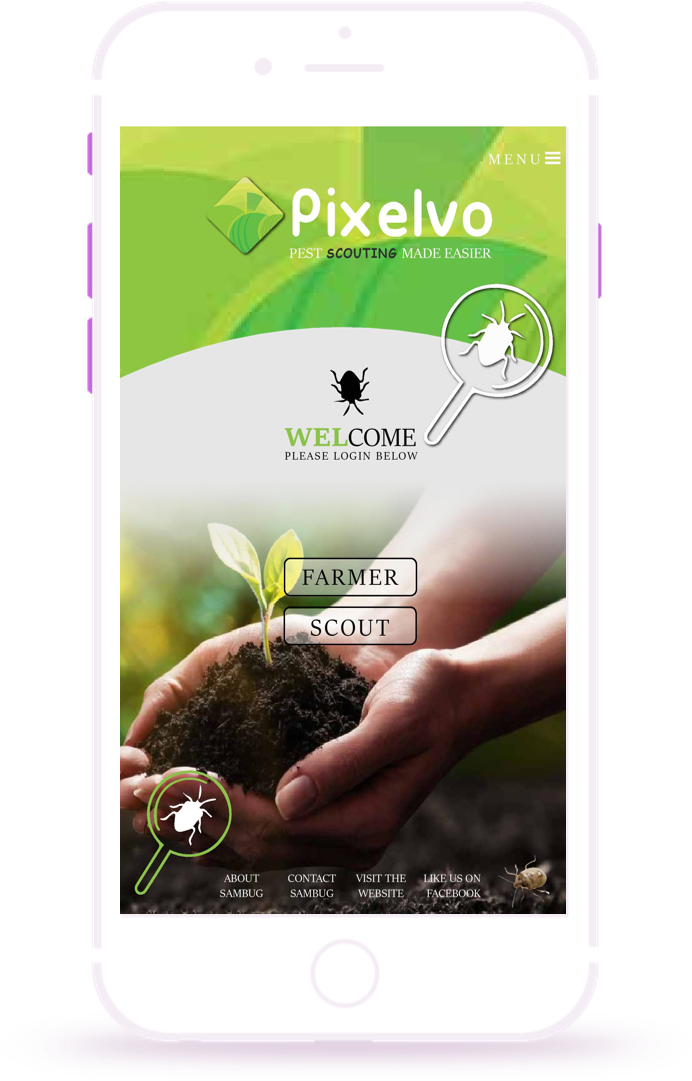 MENU
Pixelvo
PEST SCOUTING MADE EASIER
WELCOME
PLEASE LOGIN BELOW
FARMER
SCOUT
ABOUT SAMBUG
CONTACT SAMBUG
VISIT THE WEBSITE
LIKE US ON FACEBOOK